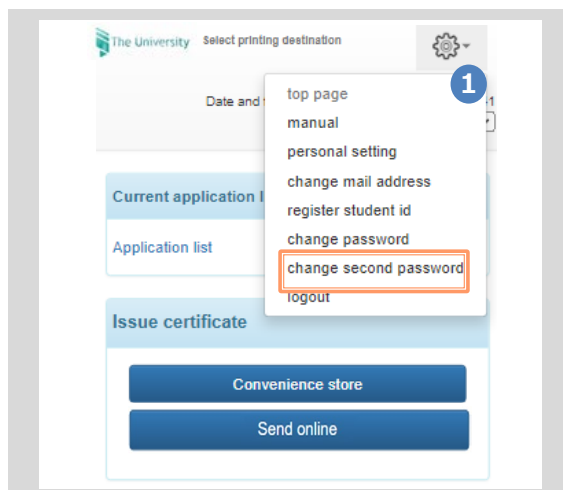 The University Select printing destination
1
Date and
-1
top page
manual
personal setting
change mail address
register student id
change password
change second password
logout
Current application
Application list
Issue certificate
Convenience store
Send online